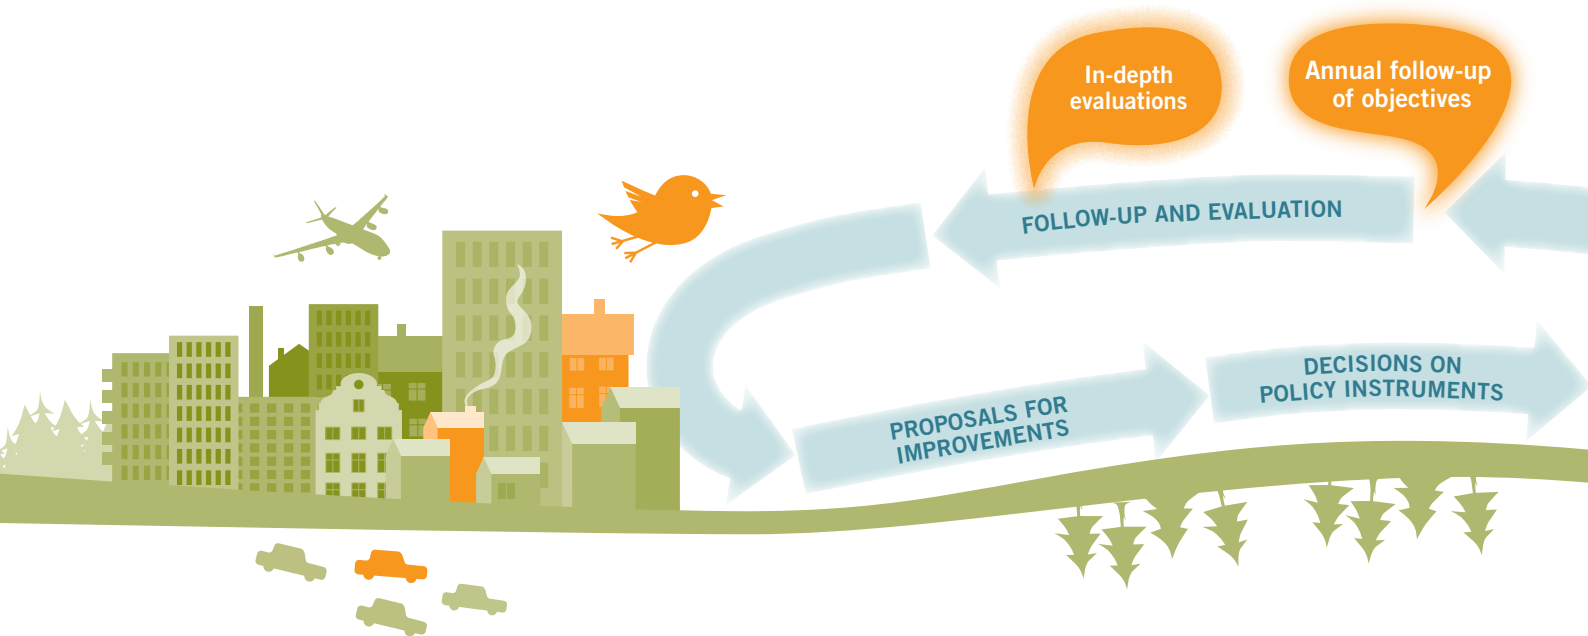 In-depth
evaluations
Annual follow-up
of objectives
FOLLOW-UP AND EVALUATION
PROPOSALS FOR
IMPROVEMENTS
DECISIONS ON
POLICY INSTRUMENTS